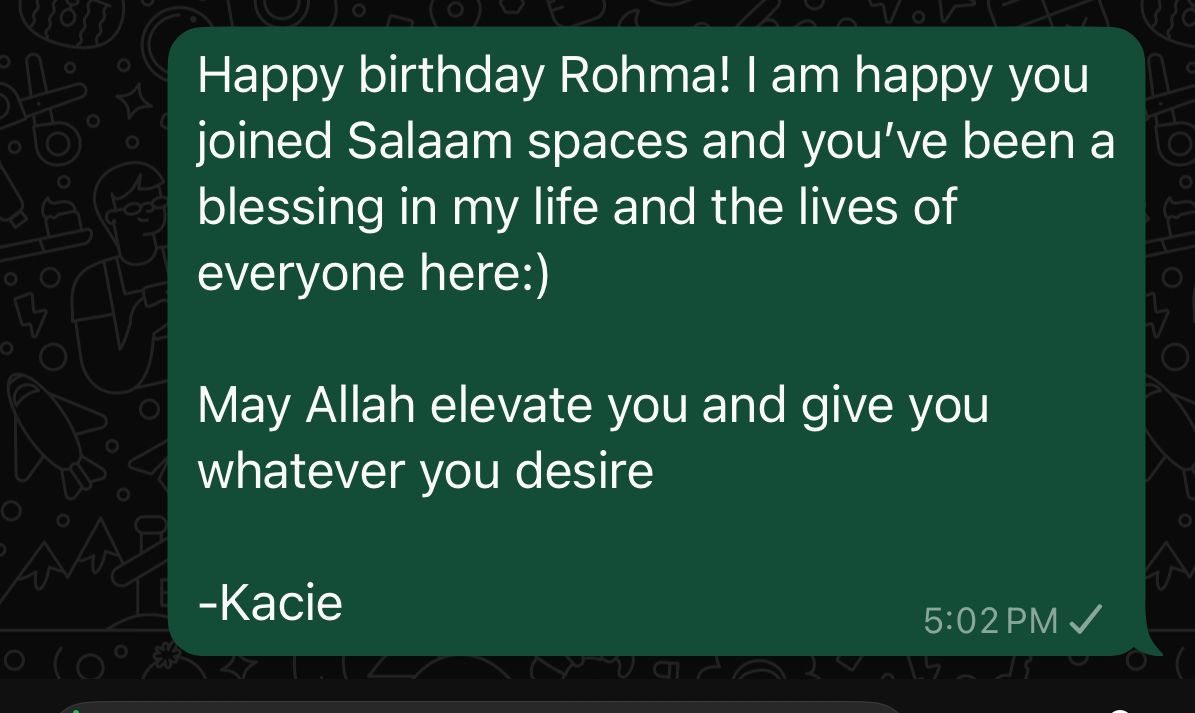 Happy birthday Rohma! I am happy you
joined Salaam spaces and you’ve been a
blessing in my life and the lives of
everyone here:)
May Allah elevate you and give you
whatever you desire
-Kacie
5:02 PM